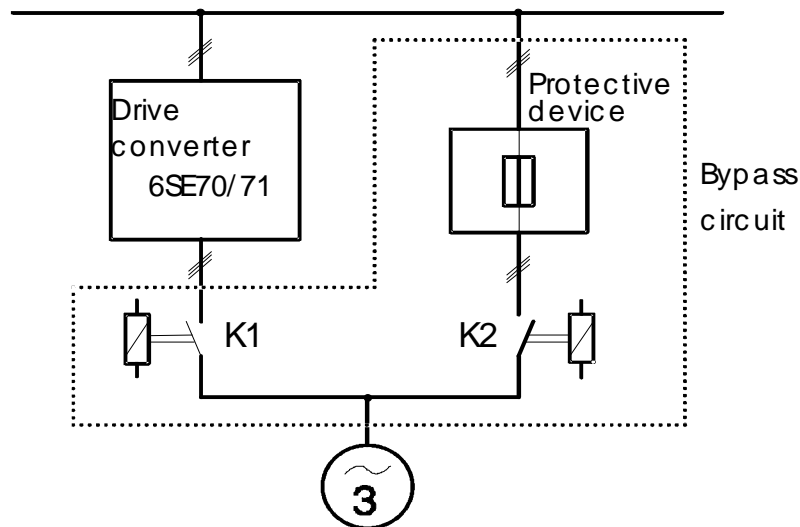 Drive
converter
6SE70/71
Protective
device
Bypass
circuit
K1
K2
~
3